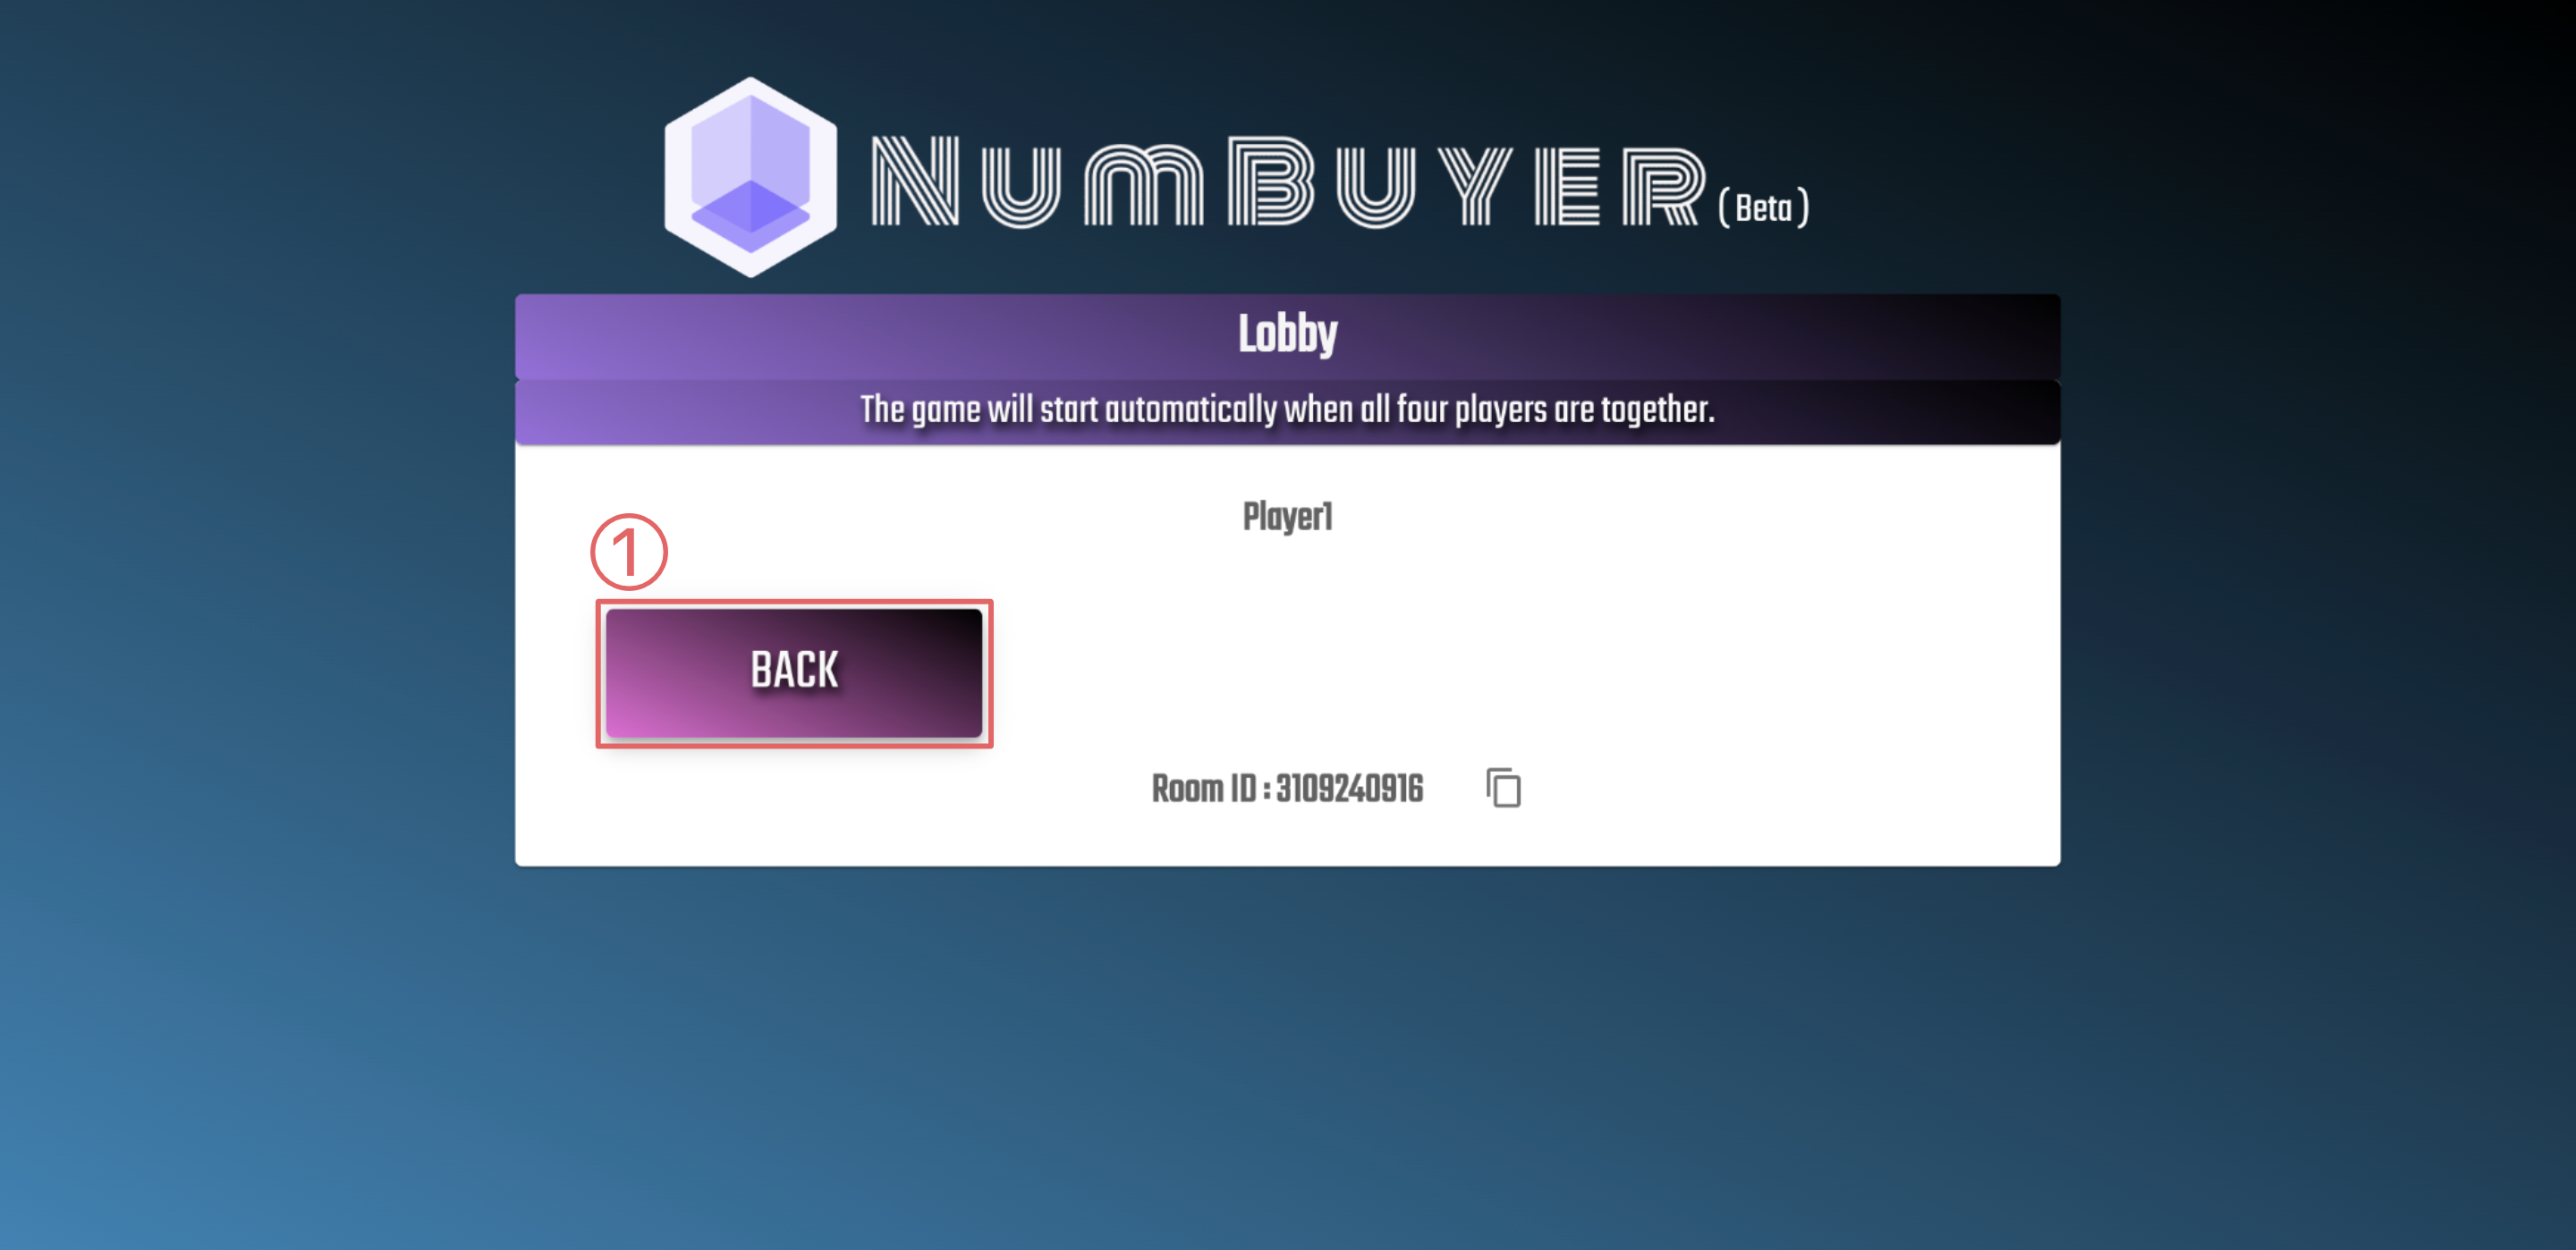 NumBuyer (Beta)
Lobby
The game will start automatically when all four players are together.
Player1
①
BACK
Room ID : 3109240916